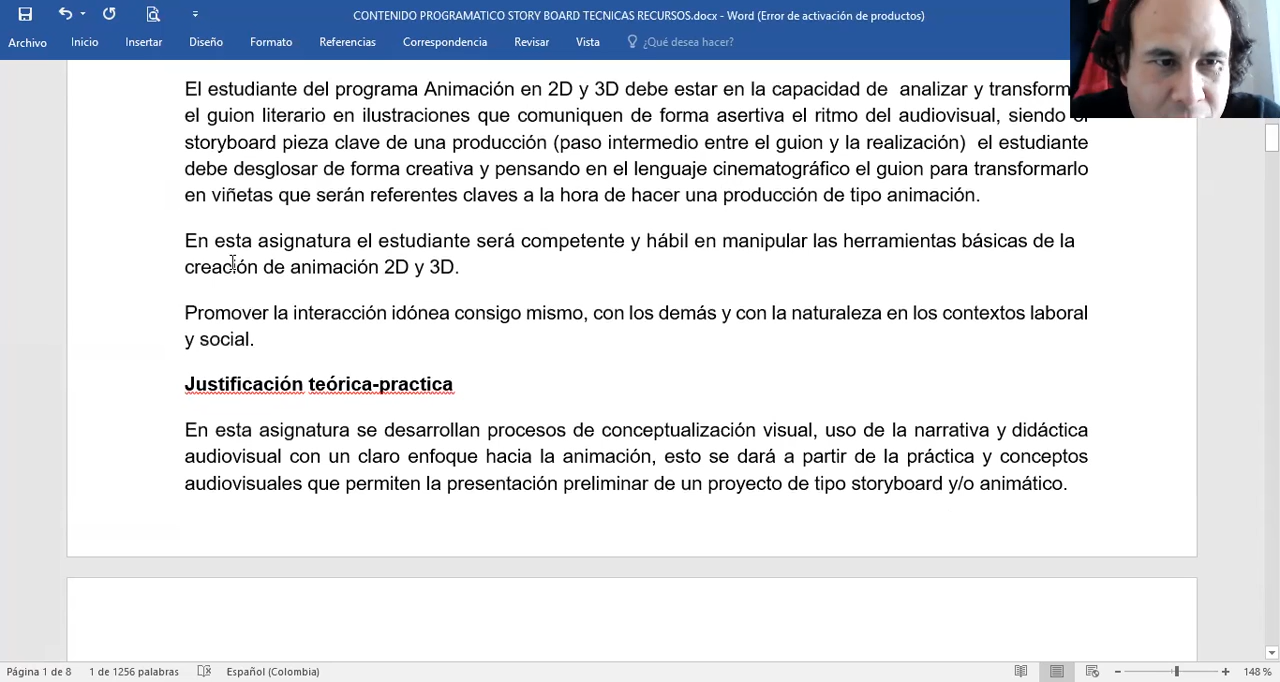 CONTENIDO PROGRAMATICO STORY BOARD TECNICAS RECURSOS.docx - Word (Error de activación de productos)
Archivo Inicio Insertar Diseño Formato Referencias Correspondencia Revisar Vista ¿Qué desea hacer?
El estudiante del programa Animación en 2D y 3D debe estar en la capacidad de analizar y
el guion literario en ilustraciones que comuniquen de forma asertiva el ritmo del audiovisual, siendo
storyboard pieza clave de una producción (paso intermedio entre el guion y la realización) el estudiante
debe desglosar de forma creativa y pensando en el lenguaje cinematográfico el guion para transformarlo
en viñetas que serán referentes claves a la hora de hacer una producción de tipo animación.
En esta asignatura el estudiante será competente y hábil en manipular las herramientas básicas de la
creación de animación 2D y 3D.
Promover la interacción idónea consigo mismo, con los demás y con la naturaleza en los contextos laboral
y social.
Justificación teórica-practica
En esta asignatura se desarrollan procesos de conceptualización visual, uso de la narrativa y didáctica
audiovisual con un claro enfoque hacia la animación, esto se dará a partir de la práctica y conceptos
audiovisuales que permiten la presentación preliminar de un proyecto de tipo storyboard y/o animático.
Página 1 de 8 1 de 1256 palabras Español (Colombia) 148 %